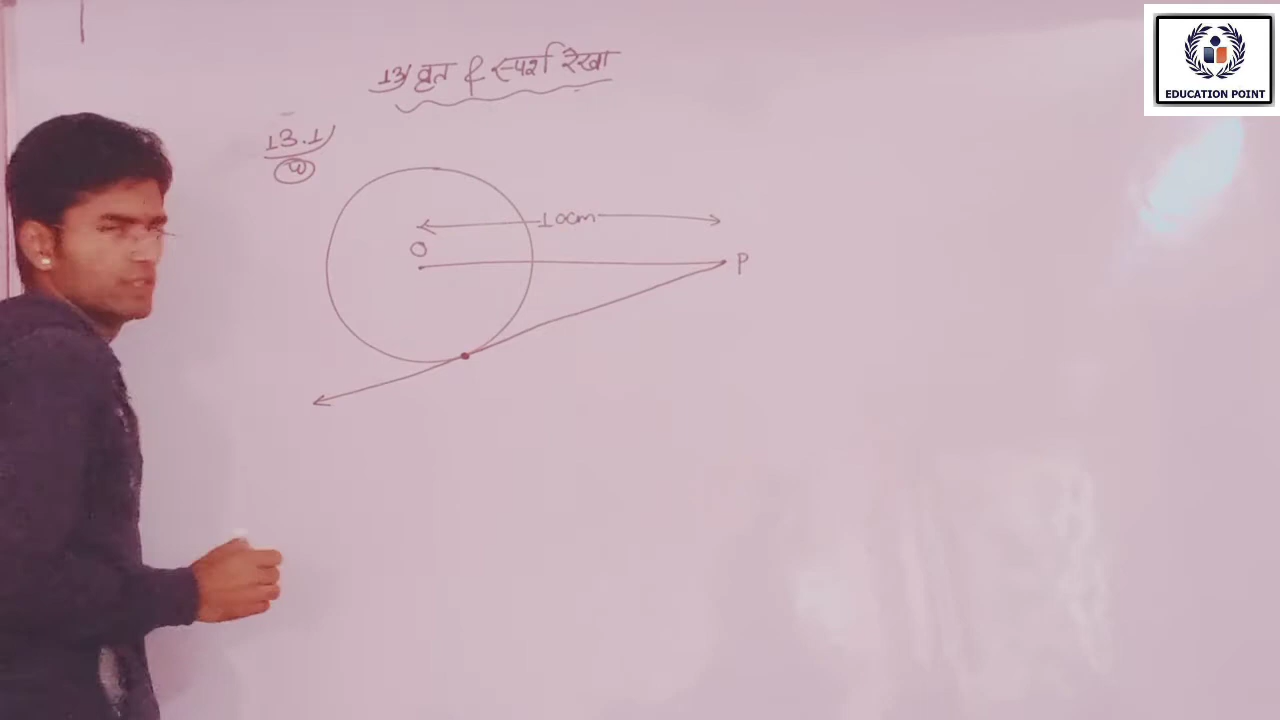 13) वृत & स्पर्श रेखा
13.1)
10cm
O
P
EDUCATION POINT